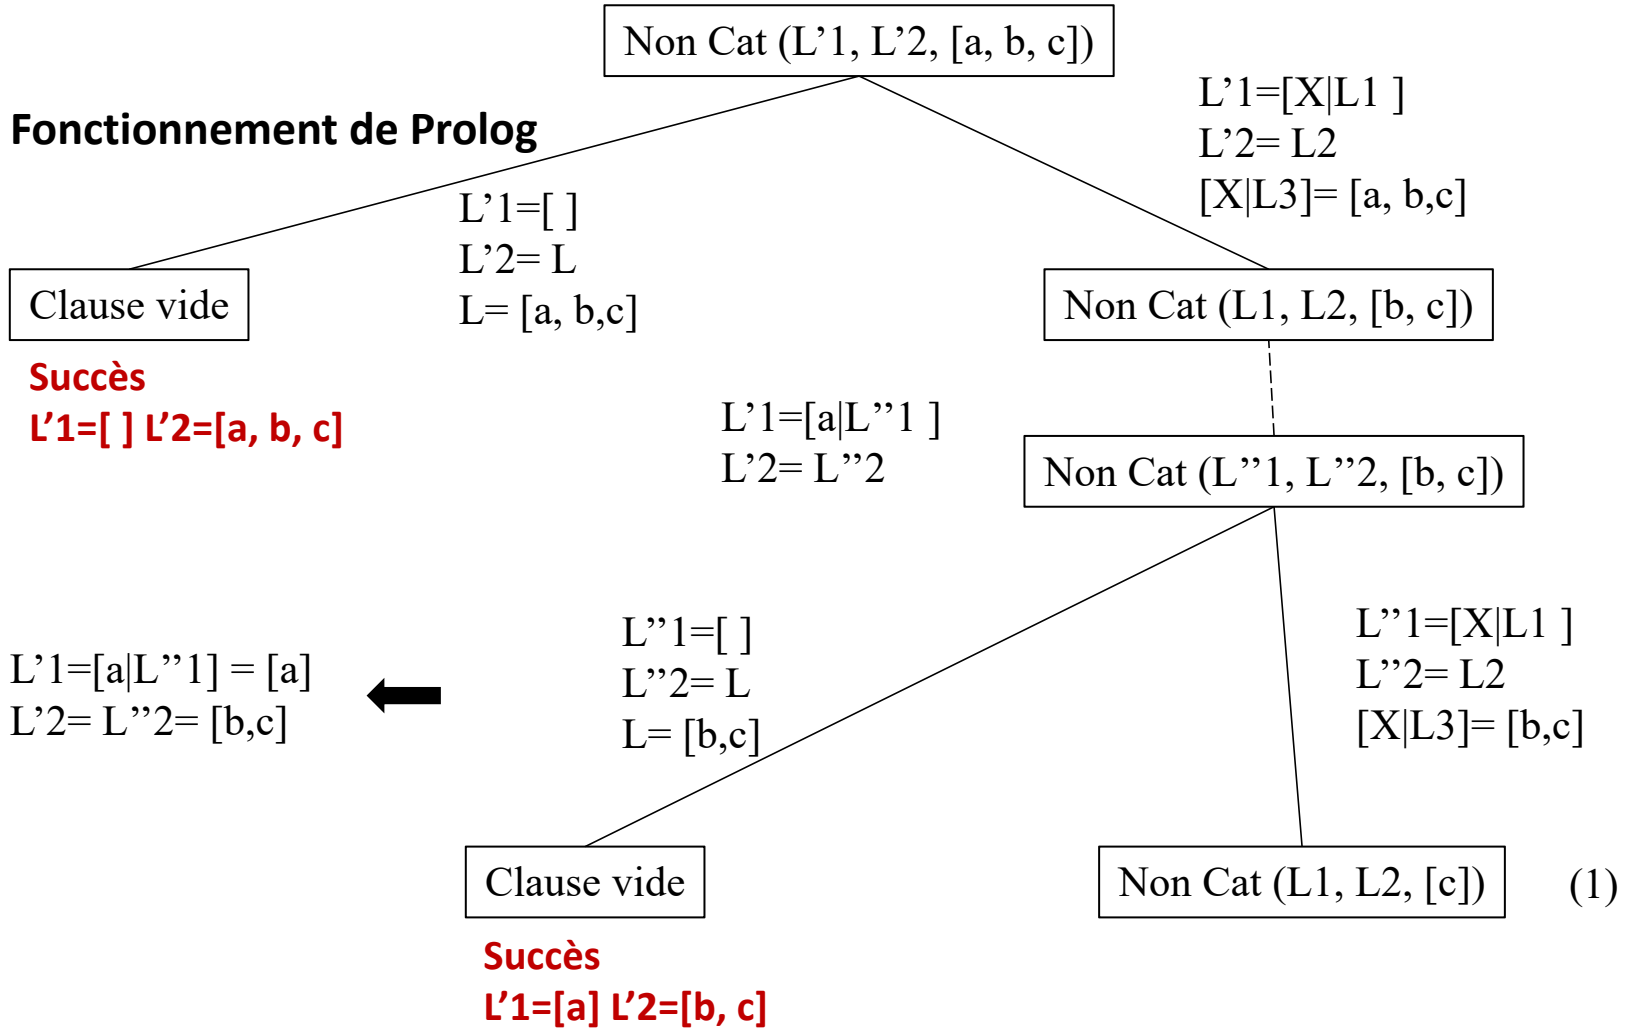 Non Cat (L’1, L’2, [a, b, c])
Fonctionnement de Prolog
L’1=[X|L1 ]
L’2= L2
[X|L3]= [a, b,c]
L’1=[ ]
L’2= L
L= [a, b,c]
Clause vide
Non Cat (L1, L2, [b, c])
Succès
L’1=[ ] L’2=[a, b, c]
L’1=[a|L’’1 ]
L’2= L’’2
Non Cat (L’’1, L’’2, [b, c])
L’1=[a|L’’1] = [a]
L’2= L’’2= [b,c]
L’’1=[ ]
L’’2= L
L= [b,c]
L’’1=[X|L1 ]
L’’2= L2
[X|L3]= [b,c]
Clause vide
Non Cat (L1, L2, [c])
(1)
Succès
L’1=[a] L’2=[b, c]